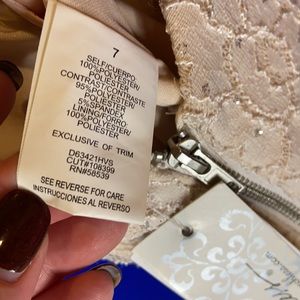 7
SELF/CUERPO
100%POLYESTER/
POLIESTER
CONTRAST/CONTRASTE
95%POLYESTER/
POLIESTER
5%SPANDEX
LINING/FORRO:
100%POLYESTER/
POLIESTER
EXCLUSIVE OF TRIM
D63421HVS
CUT#108399
RN#58539
SEE REVERSE FOR CARE
INSTRUCCIONES AL REVERSO